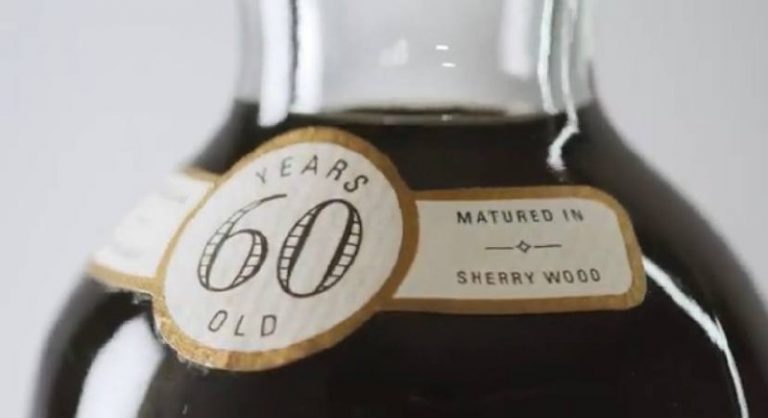 YEARS
60
OLD
MATURED IN
SHERRY WOOD